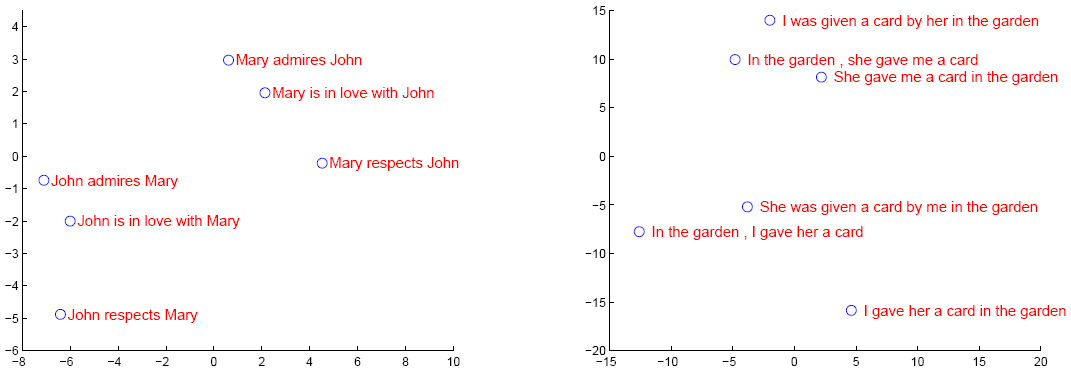 4
3
2
1
0
−1
−2
−3
−4
−5
−6
−8 −6 −4 −2 0 2 4 6 8 10
Mary admires John
Mary is in love with John
Mary respects John
John admires Mary
John is in love with Mary
John respects Mary
15
10
5
0
−5
−10
−15
−20
−15 −10 −5 0 5 10 15 20
I was given a card by her in the garden
In the garden , she gave me a card
She gave me a card in the garden
She was given a card by me in the garden
In the garden , I gave her a card
I gave her a card in the garden